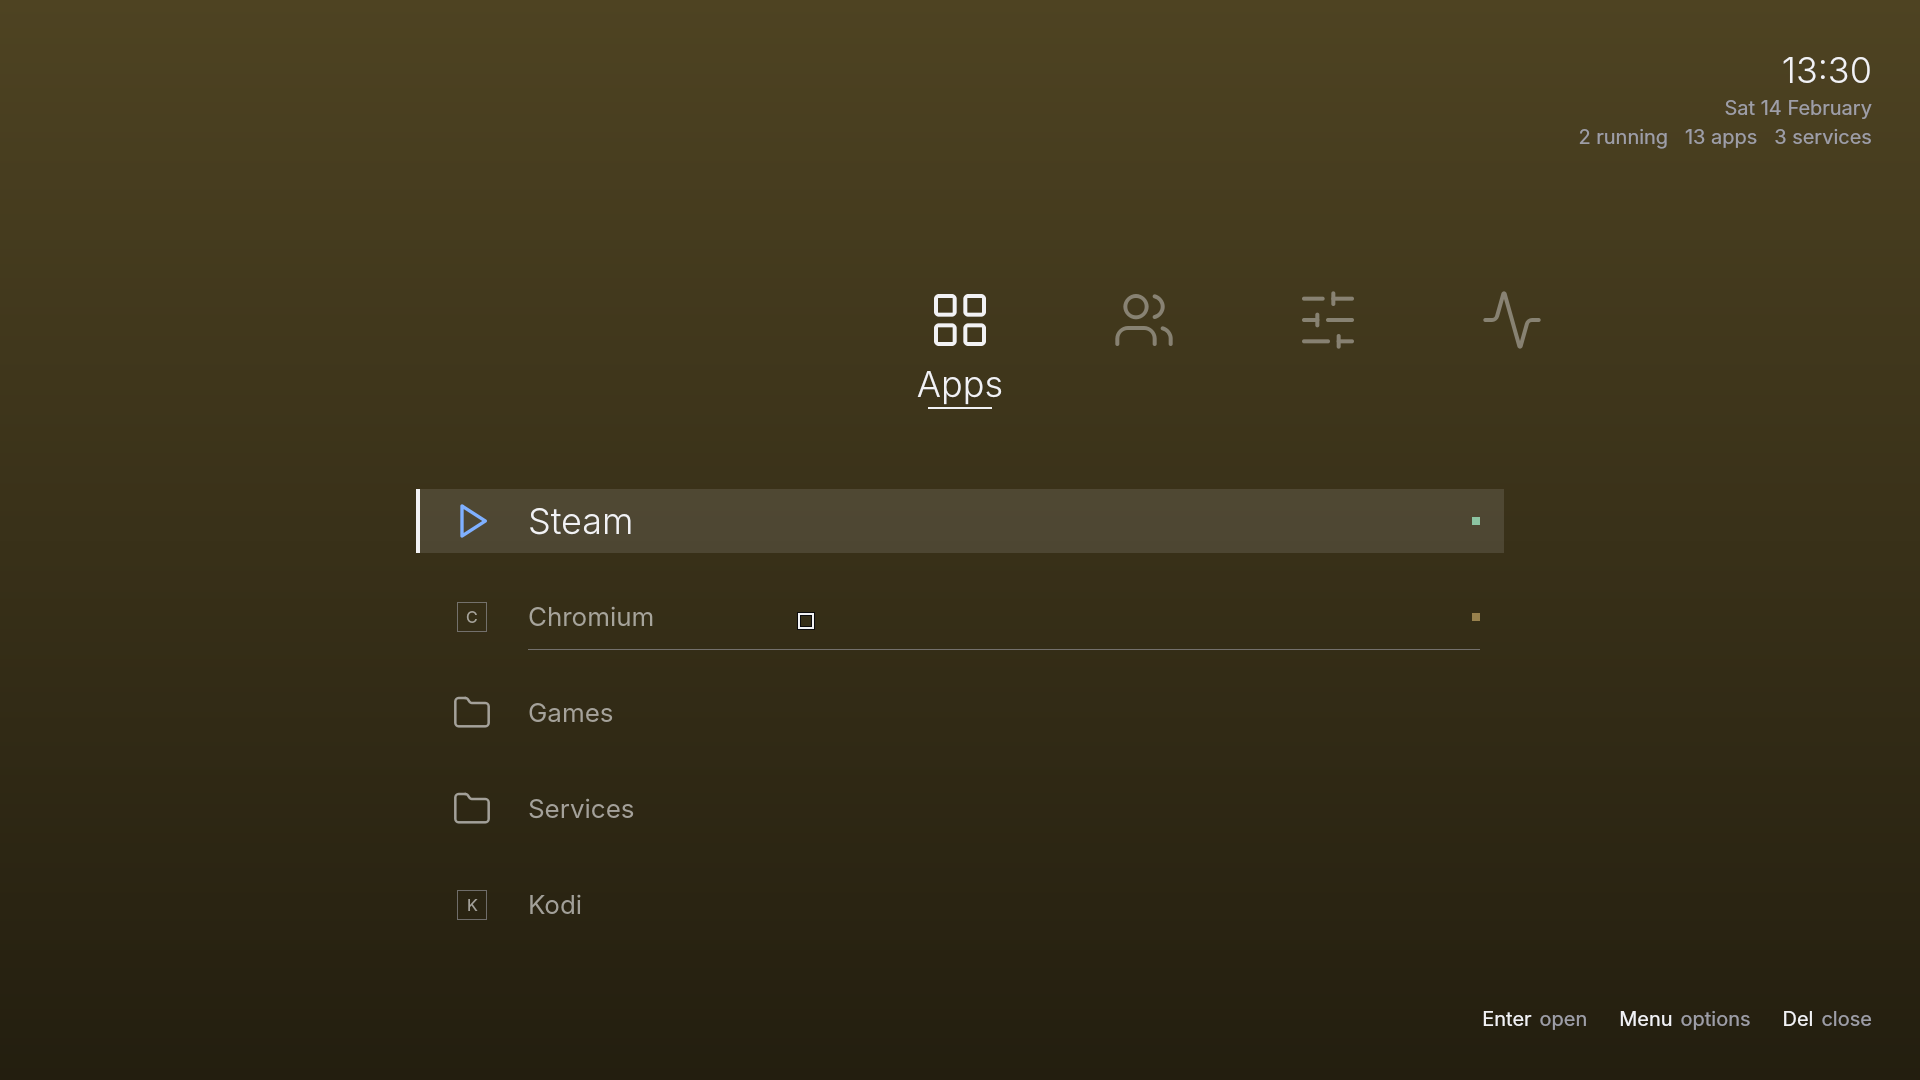 13:30
Sat 14 February
2 running 13 apps 3 services
Apps
Steam
C Chromium
Games
Services
K Kodi
Enter open Menu options Del close